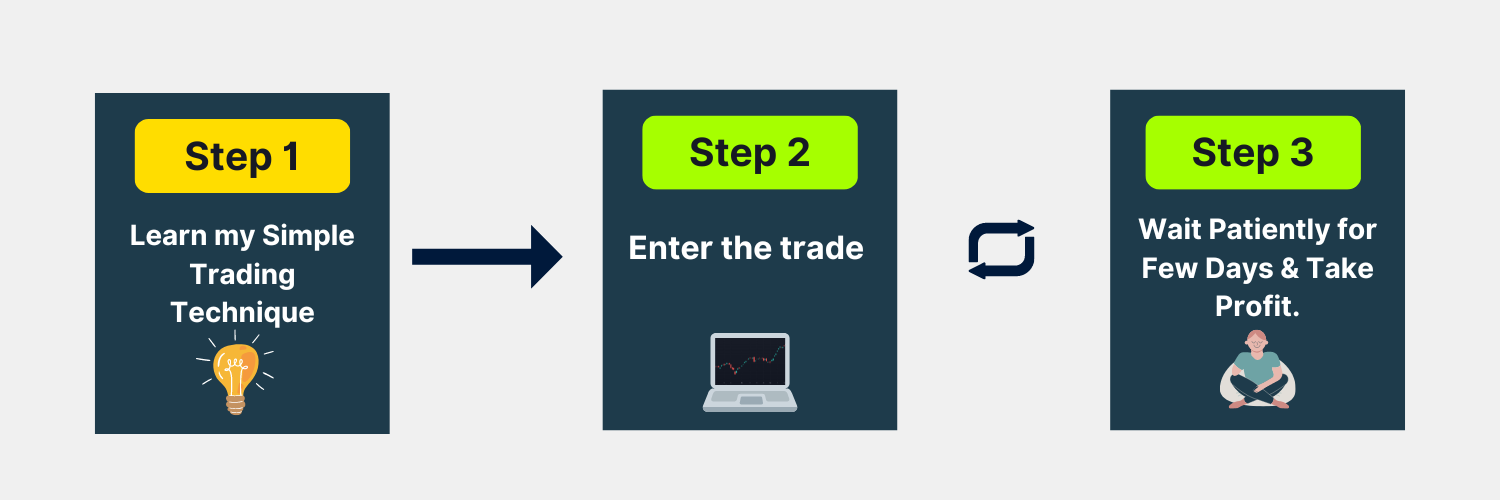 Step 1
Learn my Simple
Trading
Technique
Step 2
Enter the trade
Step 3
Wait Patiently for
Few Days & Take
Profit.